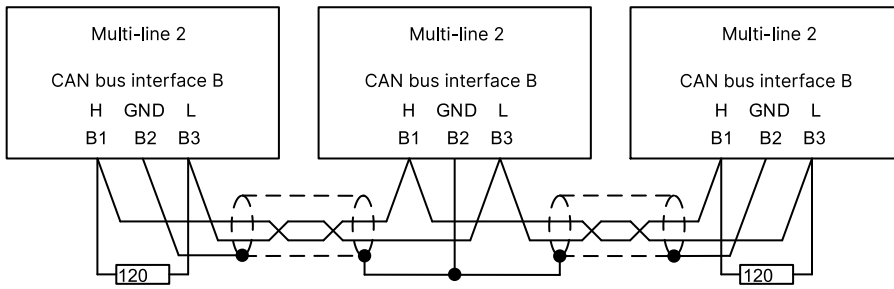 Multi-line 2 Multi-line 2 Multi-line 2
CAN bus interface B CAN bus interface B CAN bus interface B
H GND L H GND L H GND L
B1 B2 B3 B1 B2 B3 B1 B2 B3
120 120